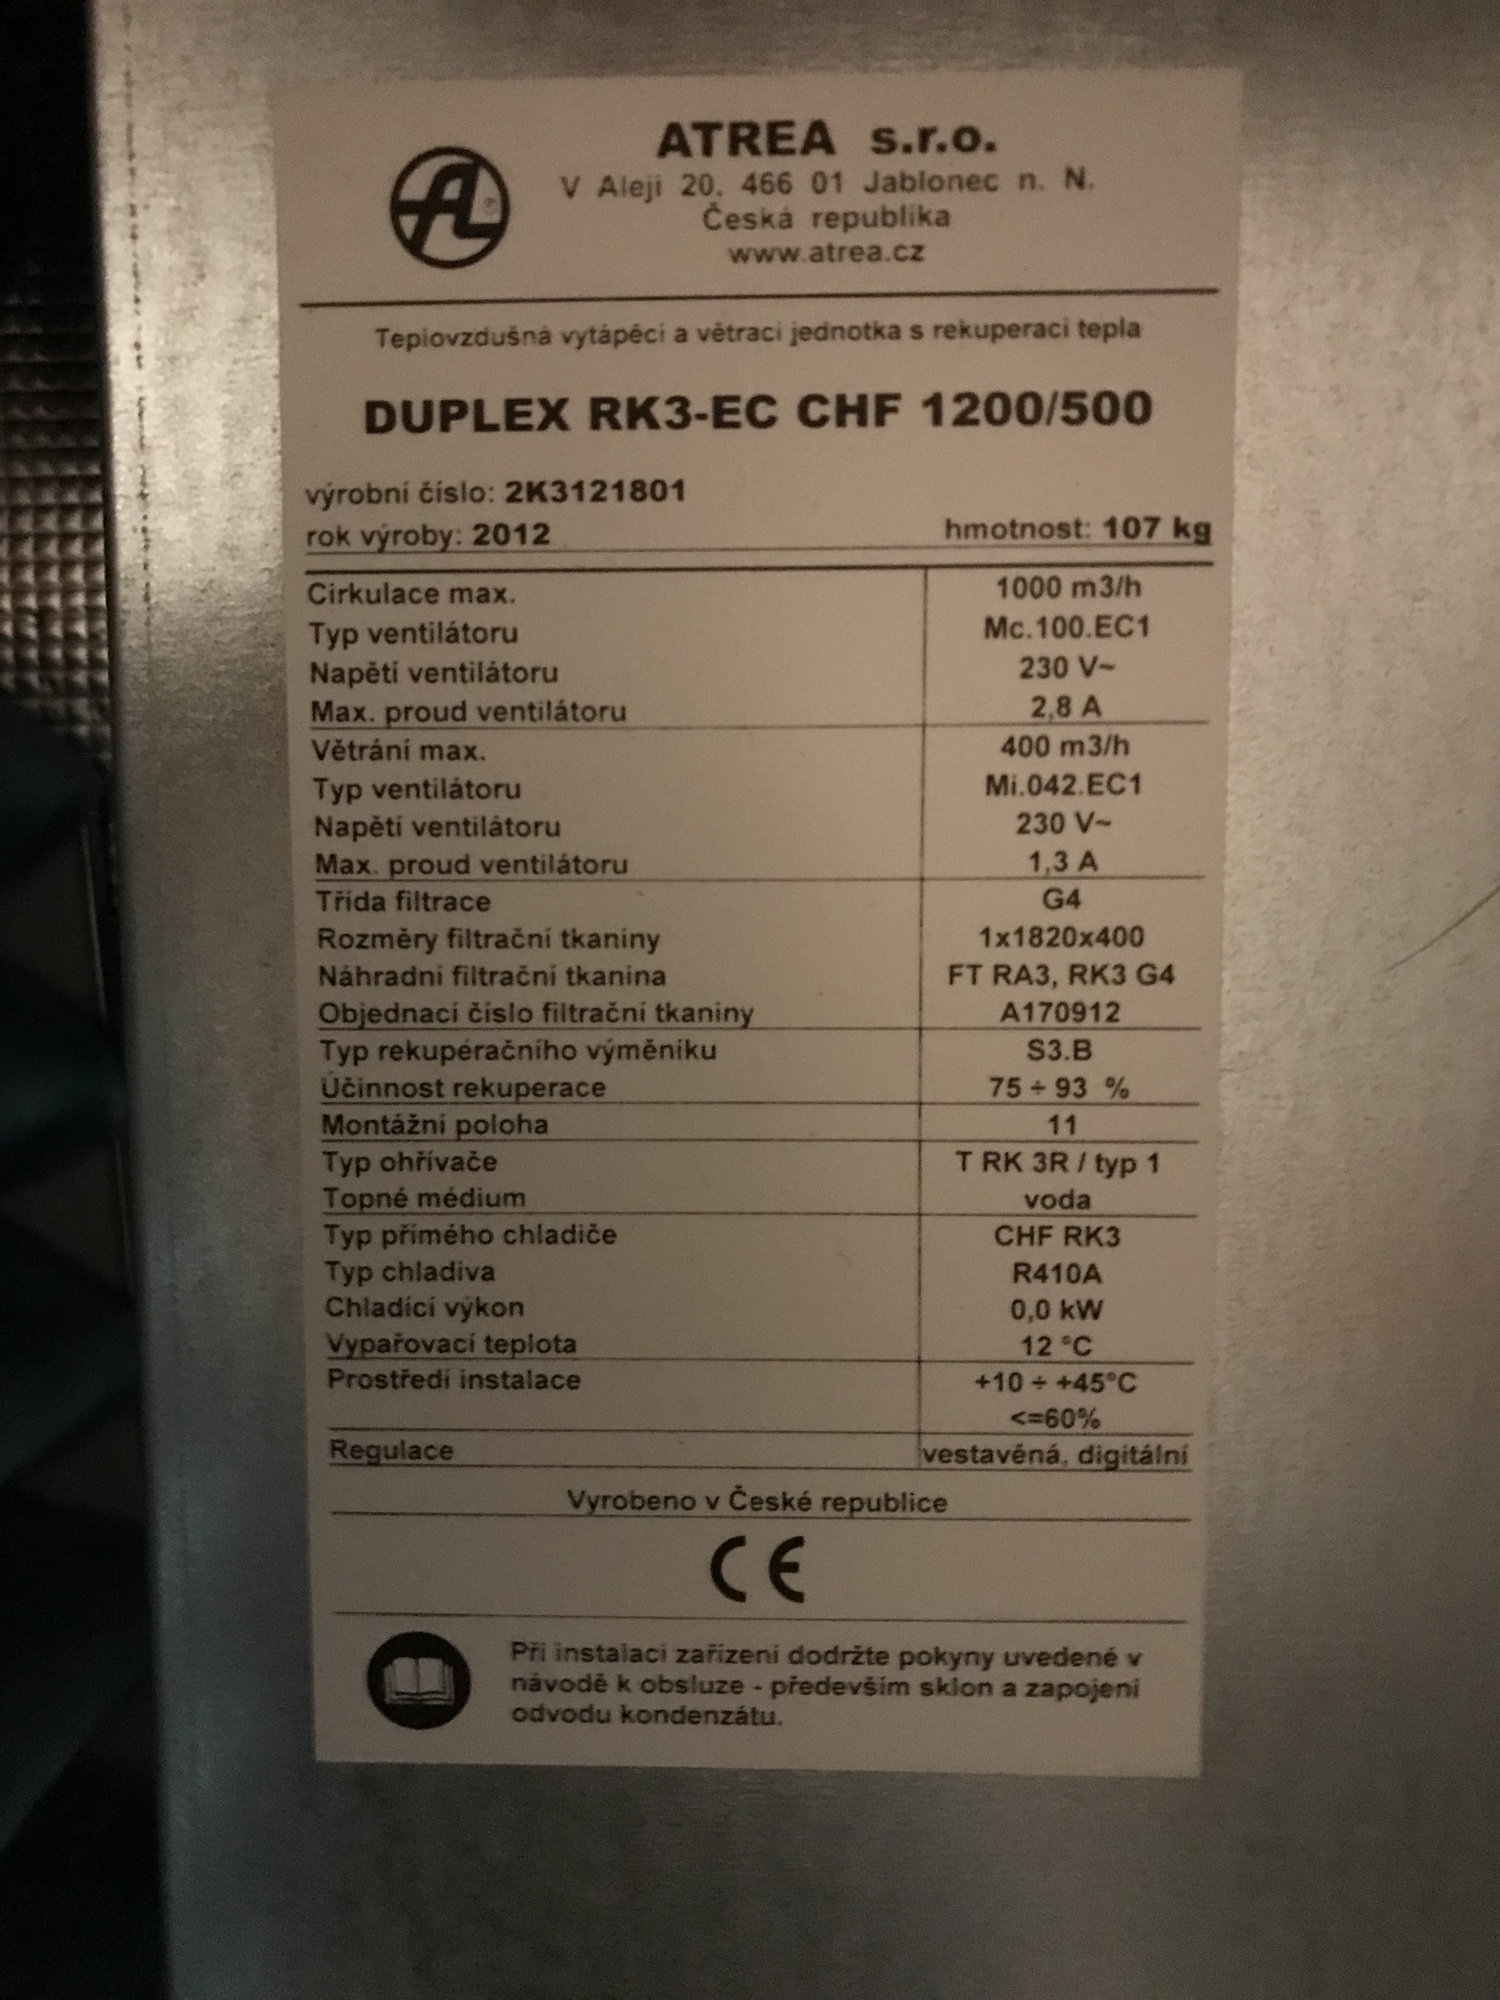 ATREA s.r.o.
V Aleji 20, 466 01 Jablonec n. N.
Česká republika
www.atrea.cz
Teplovzdušná vytápěcí a větrací jednotka s rekuperací tepla
DUPLEX RK3-EC CHF 1200/500
výrobní číslo: 2K3121801
rok výroby: 2012 hmotnost: 107 kg
Cirkulace max. 1000 m3/h
Typ ventilátoru Mc.100.EC1
Napětí ventilátoru 230 V~
Max. proud ventilátoru 2,8 A
Větrání max. 400 m3/h
Typ ventilátoru Mi.042.EC1
Napětí ventilátoru 230 V~
Max. proud ventilátoru 1,3 A
Třída filtrace G4
Rozměry filtrační tkaniny 1x1820x400
Náhradní filtrační tkanina FT RA3, RK3 G4
Objednací číslo filtrační tkaniny A170912
Typ rekuperačního výměníku S3.B
Účinnost rekuperace 75 ÷ 93 %
Montážní poloha 11
Typ ohřívače T RK 3R / typ 1
Topné médium voda
Typ přímého chladiče CHF RK3
Typ chladiva R410A
Chladící výkon 0,0 kW
Vypařovací teplota 12 °C
Prostředí instalace +10 ÷ +45°C
<=60%
Regulace vestavěná, digitální
Vyrobeno v České republice
CE
Při instalaci zařízení dodržte pokyny uvedené v
návodě k obsluze - především sklon a zapojení
odvodu kondenzátu.